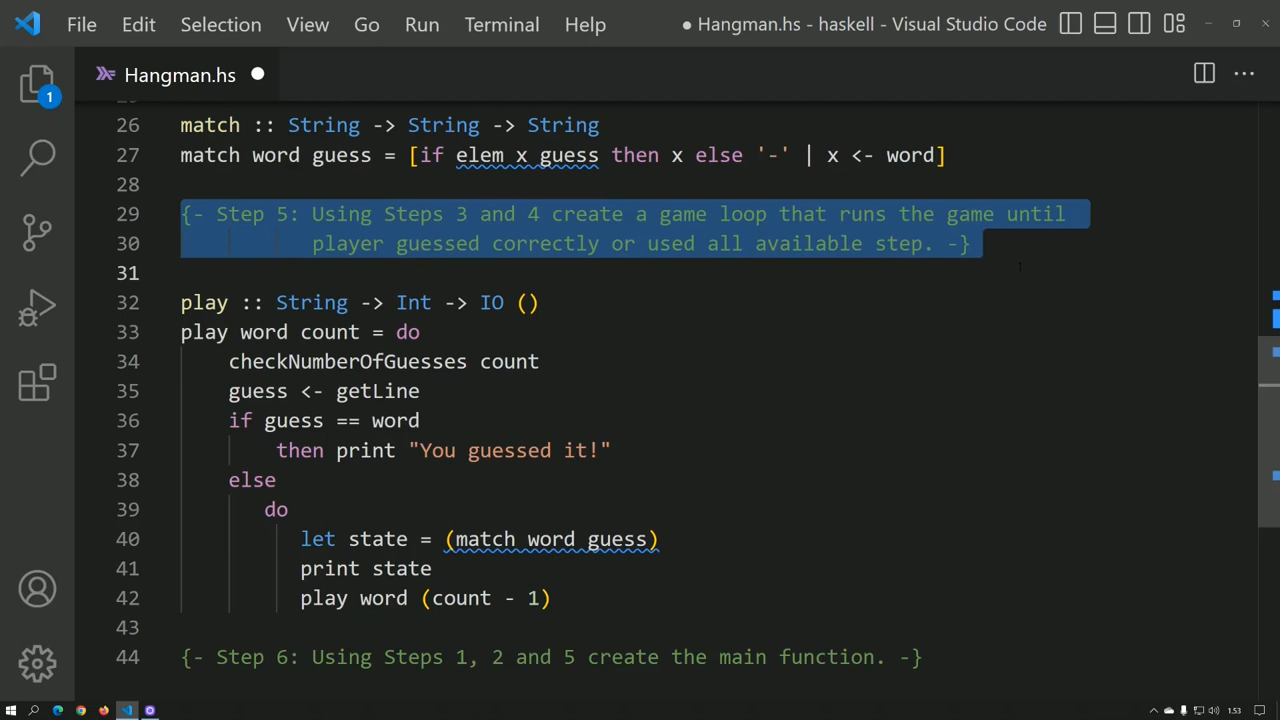 File Edit Selection View Go Run Terminal Help ● Hangman.hs - haskell - Visual Studio Code
1
Hangman.hs
26 match :: String -> String -> String
27 match word guess = [if elem x guess then x else '-' | x <- word]
28
29 {- Step 5: Using Steps 3 and 4 create a game loop that runs the game until
30 player guessed correctly or used all available step. -}
31
32 play :: String -> Int -> IO ()
33 play word count = do
34 checkNumberOfGuesses count
35 guess <- getLine
36 if guess == word
37 then print "You guessed it!"
38 else
39 do
40 let state = (match word guess)
41 print state
42 play word (count - 1)
43
44 {- Step 6: Using Steps 1, 2 and 5 create the main function. -}
1.53